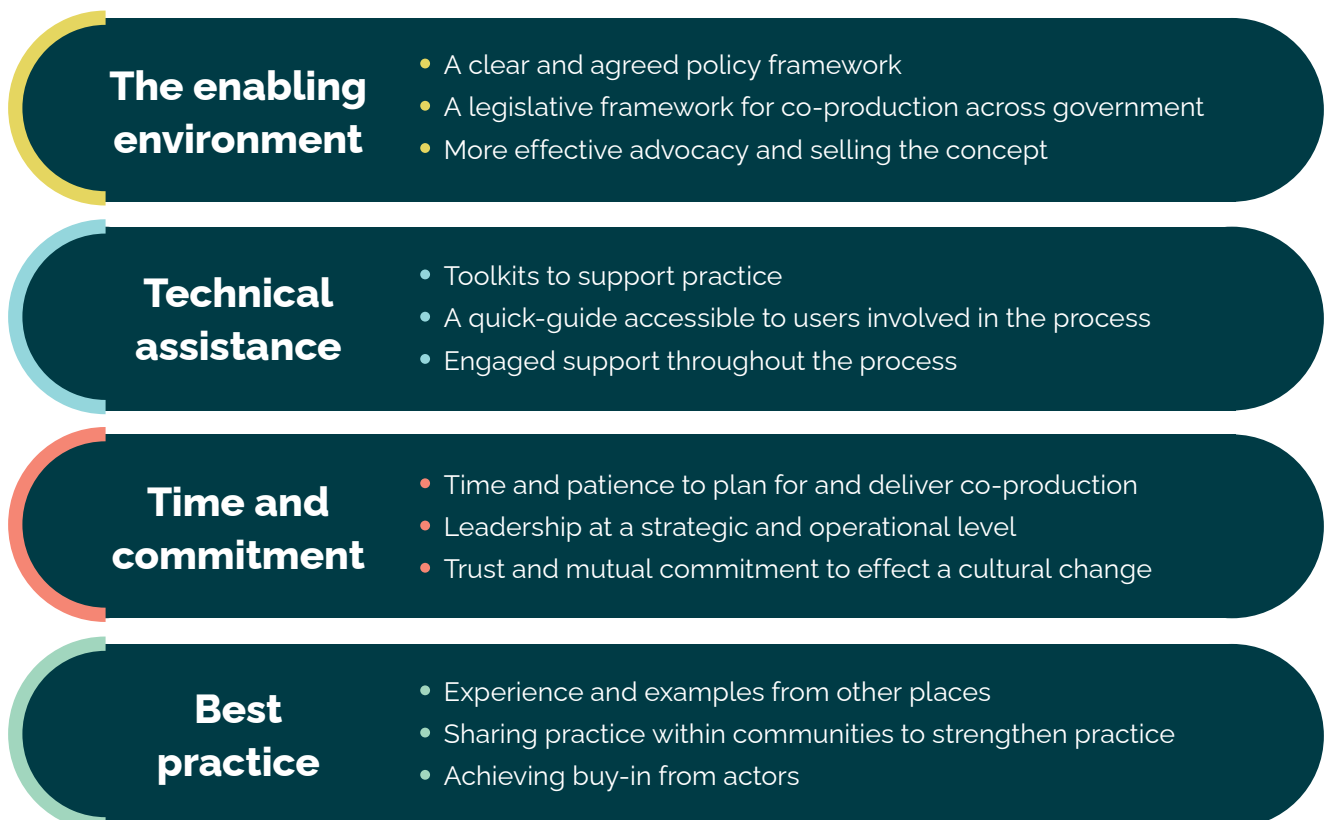 The enabling
environment
A clear and agreed policy framework
A legislative framework for co-production across government
More effective advocacy and selling the concept
Technical
assistance
Toolkits to support practice
A quick-guide accessible to users involved in the process
Engaged support throughout the process
Time and
commitment
Time and patience to plan for and deliver co-production
Leadership at a strategic and operational level
Trust and mutual commitment to effect a cultural change
Best
practice
Experience and examples from other places
Sharing practice within communities to strengthen practice
Achieving buy-in from actors